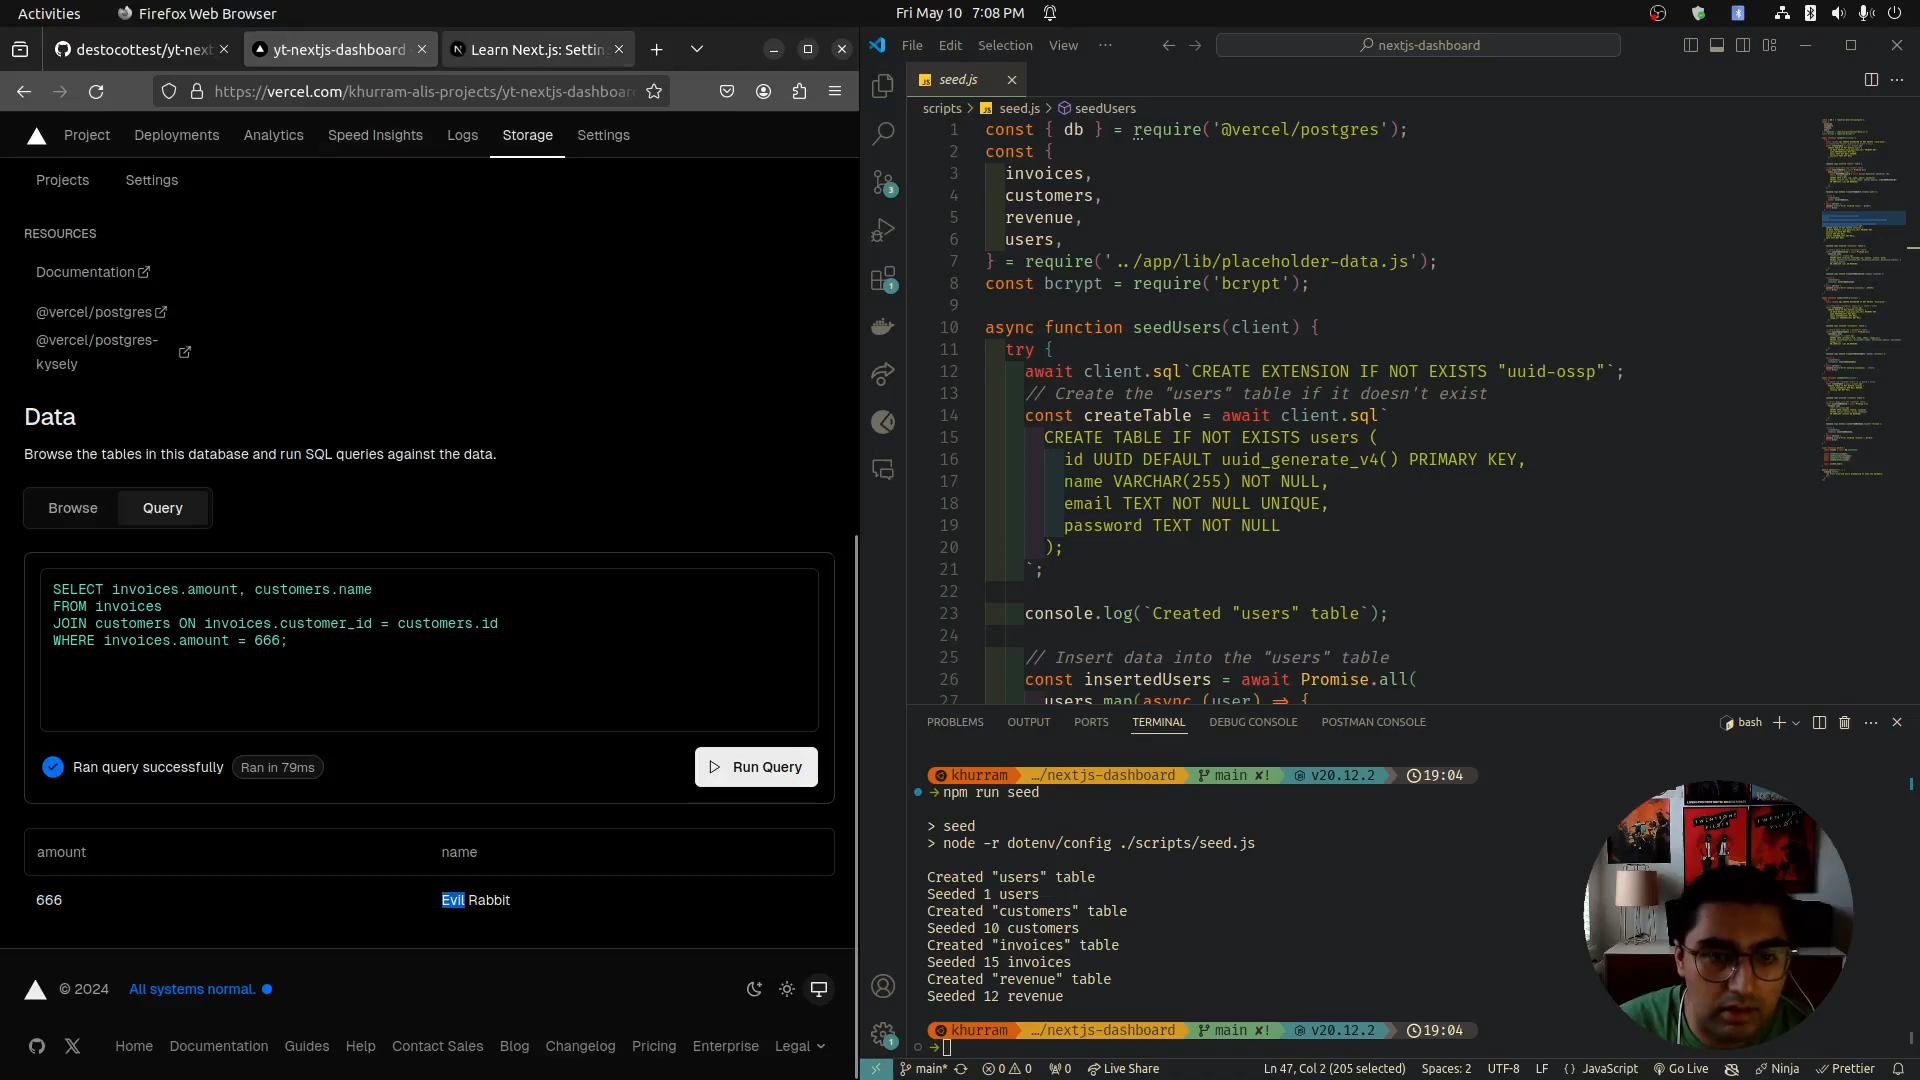 Activities
Firefox Web Browser
Fri May 10 7:08 PM
destocottest/yt-next
yt-nextjs-dashboard
Learn Next.js: Settin
https://vercel.com/khurram-alis-projects/yt-nextjs-dashboar
Project
Deployments
Analytics
Speed Insights
Logs
Storage
Settings
Projects
Settings
RESOURCES
Documentation
@vercel/postgres
@vercel/postgres-
kysely
Data
Browse the tables in this database and run SQL queries against the data.
Browse
Query
SELECT invoices.amount, customers.name
FROM invoices
JOIN customers ON invoices.customer_id = customers.id
WHERE invoices.amount = 666;
Ran query successfully
Ran in 79ms
Run Query
amount
name
666
Evil Rabbit
© 2024
All systems normal.
Home
Documentation
Guides
Help
Contact Sales
Blog
Changelog
Pricing
Enterprise
Legal
File
Edit
Selection
View
nextjs-dashboard
JS seed.js
scripts > JS seed.js > seedUsers
1 const { db } = require('@vercel/postgres');
2 const {
3 invoices,
4 customers,
5 revenue,
6 users,
7 } = require('../app/lib/placeholder-data.js');
8 const bcrypt = require('bcrypt');
9
10 async function seedUsers(client) {
11 try {
12 await client.sql`CREATE EXTENSION IF NOT EXISTS "uuid-ossp"`;
13 // Create the "users" table if it doesn't exist
14 const createTable = await client.sql`
15 CREATE TABLE IF NOT EXISTS users (
16 id UUID DEFAULT uuid_generate_v4() PRIMARY KEY,
17 name VARCHAR(255) NOT NULL,
18 email TEXT NOT NULL UNIQUE,
19 password TEXT NOT NULL
20 );
21 `;
22
23 console.log(`Created "users" table`);
24
25 // Insert data into the "users" table
26 const insertedUsers = await Promise.all(
27 users.map(async (user) => {
3
1
1
PROBLEMS
OUTPUT
PORTS
TERMINAL
DEBUG CONSOLE
POSTMAN CONSOLE
bash
khurram …/nextjs-dashboard main ✘! v20.12.2 19:04
→ npm run seed
> seed
> node -r dotenv/config ./scripts/seed.js
Created "users" table
Seeded 1 users
Created "customers" table
Seeded 10 customers
Created "invoices" table
Seeded 15 invoices
Created "revenue" table
Seeded 12 revenue
khurram …/nextjs-dashboard main ✘! v20.12.2 19:04
→
main*
0 0
0
Live Share
Ln 47, Col 2 (205 selected)
Spaces: 2
UTF-8
LF
{ } JavaScript
Go Live
Ninja
Prettier